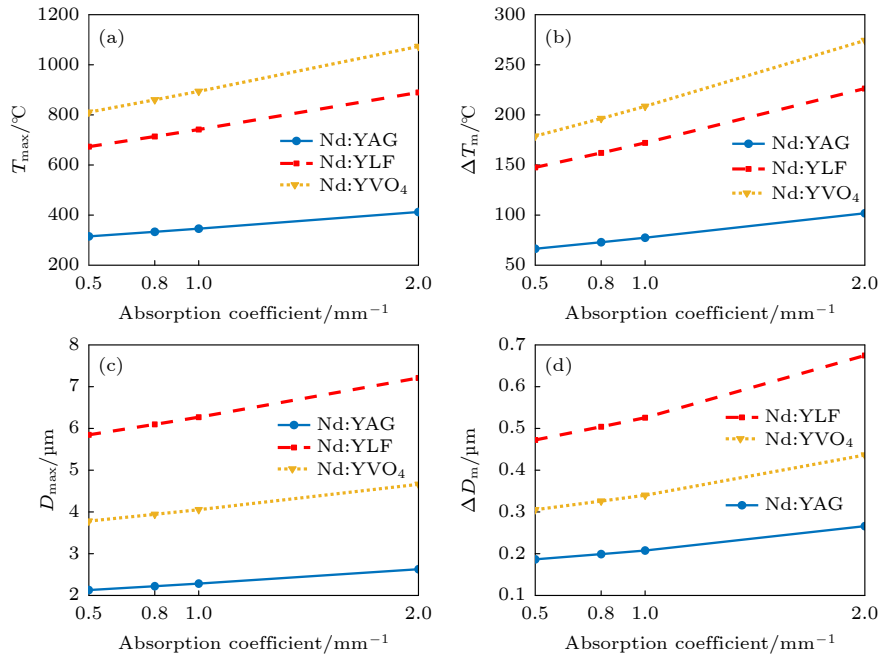 (a)
1200
1000
800
600
400
200
T_max/℃
Nd:YAG
Nd:YLF
Nd:YVO₄
0.5 0.8 1.0 2.0
Absorption coefficient/mm⁻¹
(b)
300
250
200
150
100
50
ΔT_m/℃
Nd:YAG
Nd:YLF
Nd:YVO₄
0.5 0.8 1.0 2.0
Absorption coefficient/mm⁻¹
(c)
8
7
6
5
4
3
2
D_max/µm
Nd:YAG
Nd:YLF
Nd:YVO₄
0.5 0.8 1.0 2.0
Absorption coefficient/mm⁻¹
(d)
0.7
0.6
0.5
0.4
0.3
0.2
0.1
ΔD_m/µm
Nd:YLF
Nd:YVO₄
Nd:YAG
0.5 0.8 1.0 2.0
Absorption coefficient/mm⁻¹